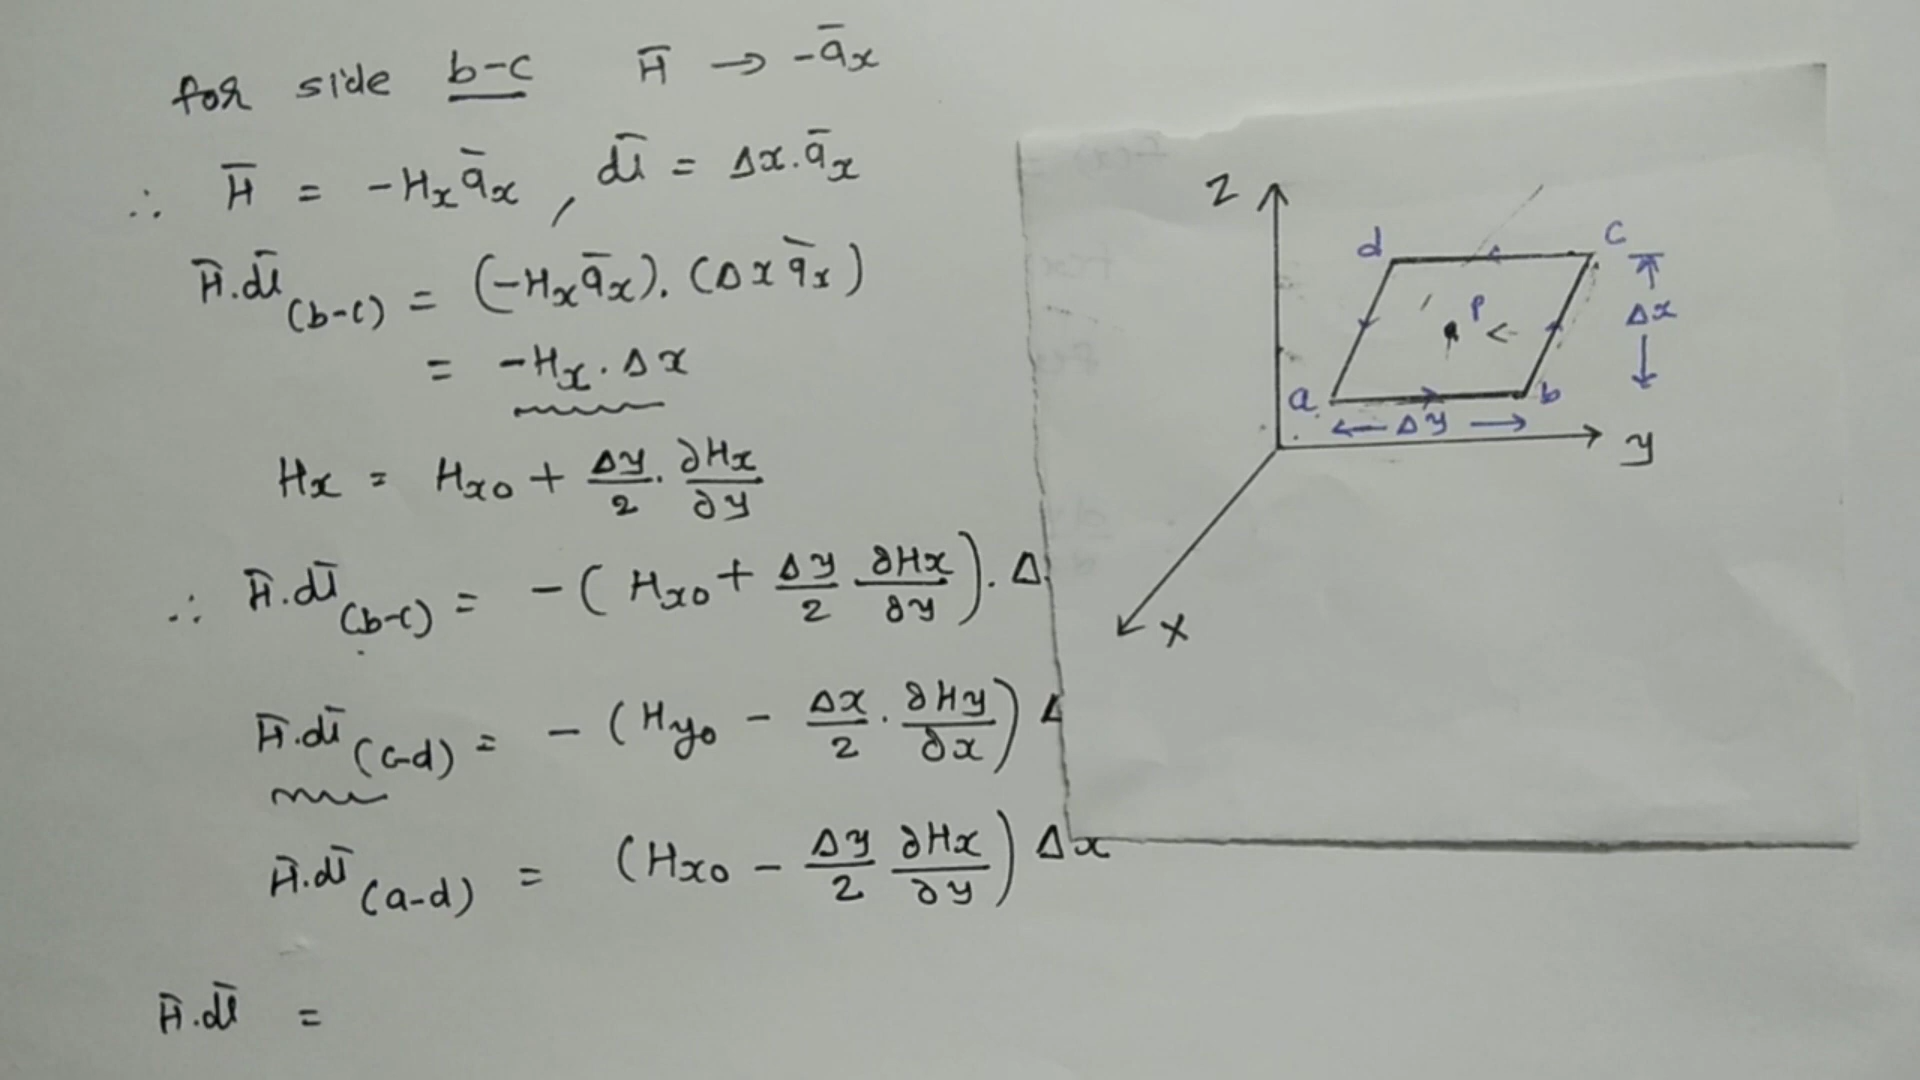 for side b-c H̄ → -āx
∴ H̄ = -Hx āx , dl̄ = Δx.āx
H̄.dl̄ (b-c) = (-Hx āx). (Δx āx)
= -Hx . Δx
Hx = Hx0 + Δy/2 . ∂Hx/∂y
∴ H̄.dl̄ (b-c) = -( Hx0 + Δy/2 ∂Hx/∂y ). Δ
H̄.dl̄ (c-d) = - ( Hy0 - Δx/2 . ∂Hy/∂x )
H̄.dl̄ (a-d) = (Hx0 - Δy/2 ∂Hx/∂y ) Δx
H̄.dl̄ =
Z
d
c
P
Δx
a
b
Δy
y
X